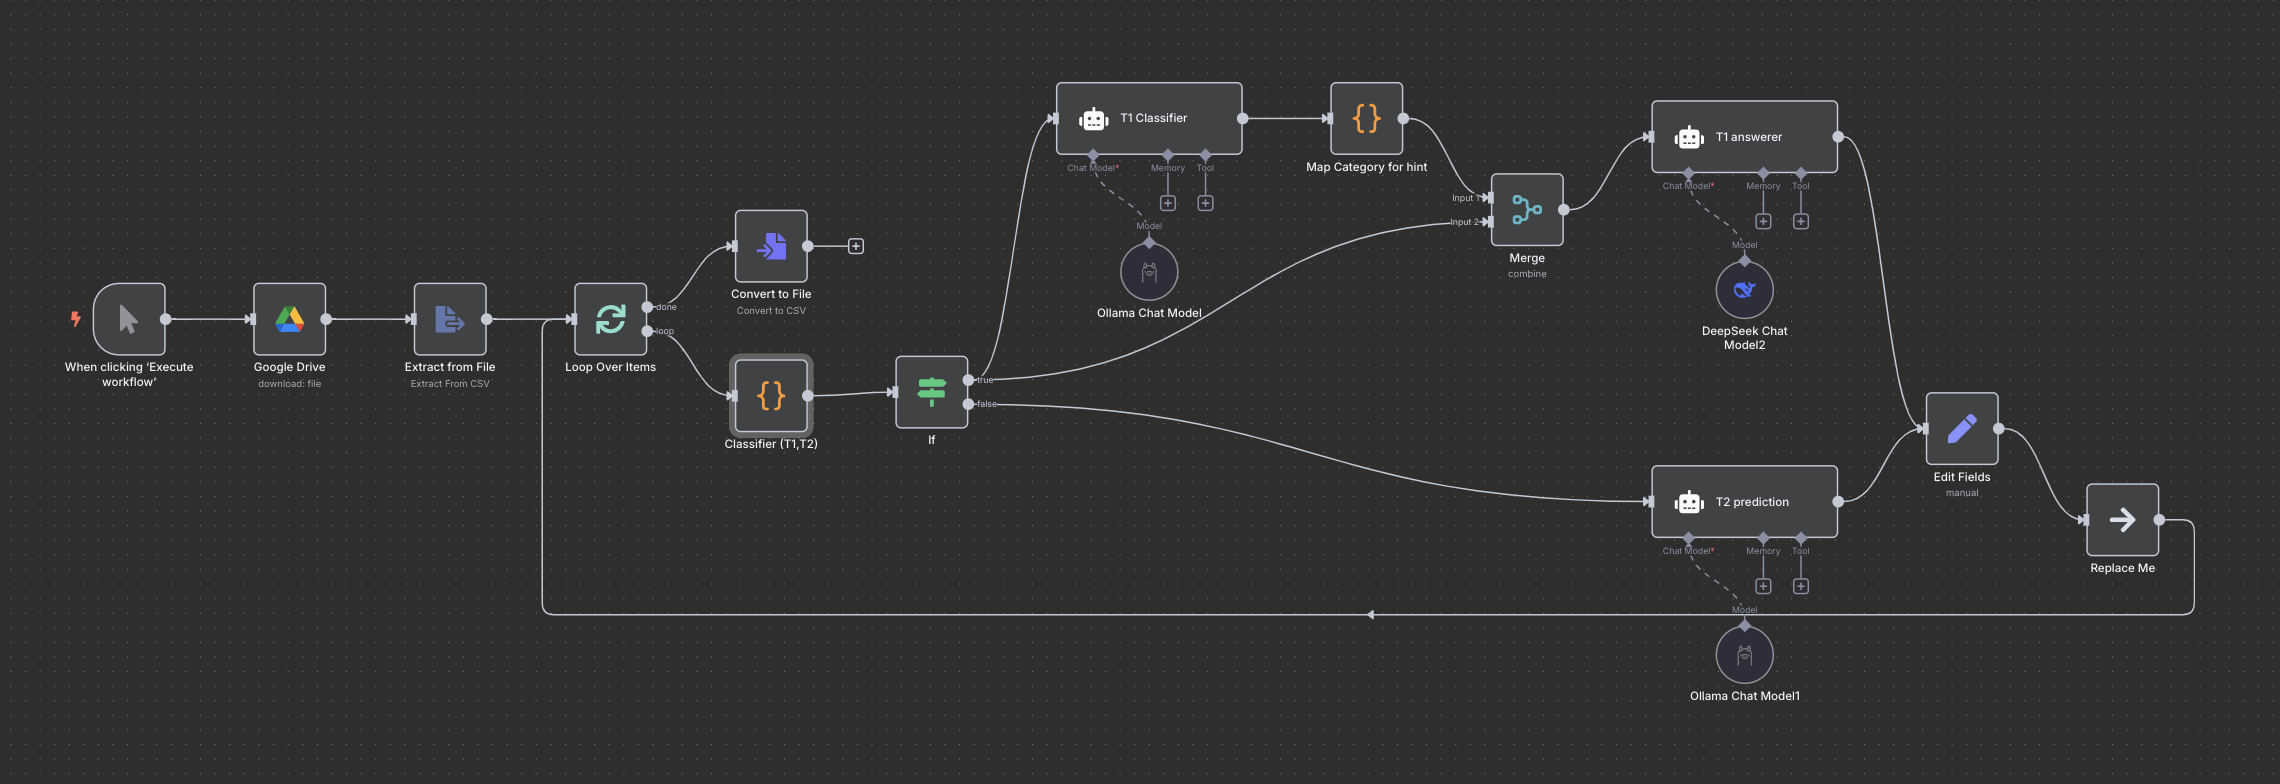 When clicking ‘Execute
workflow’
Google Drive
download: file
Extract from File
Extract From CSV
Loop Over Items
done
loop
Convert to File
Convert to CSV
Classifier (T1,T2)
If
true
false
T1 Classifier
Chat Model*
Memory
Tool
Model
Ollama Chat Model
{}
Map Category for hint
Input 1
Input 2
Merge
combine
T1 answerer
Chat Model*
Memory
Tool
Model
DeepSeek Chat
Model2
T2 prediction
Chat Model*
Memory
Tool
Model
Ollama Chat Model1
Edit Fields
manual
Replace Me